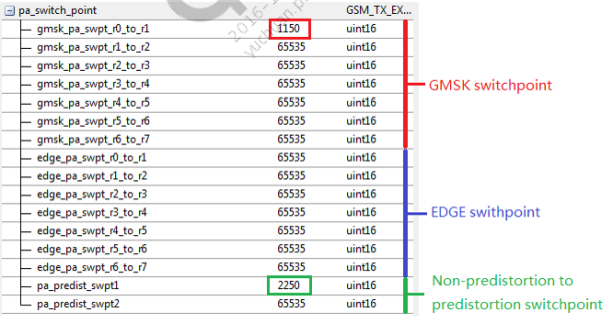 pa_switch_point GSM_TX_EX...
gmsk_pa_swpt_r0_to_r1 1150 uint16
gmsk_pa_swpt_r1_to_r2 65535 uint16
gmsk_pa_swpt_r2_to_r3 65535 uint16
gmsk_pa_swpt_r3_to_r4 65535 uint16
GMSK switchpoint
gmsk_pa_swpt_r4_to_r5 65535 uint16
gmsk_pa_swpt_r5_to_r6 65535 uint16
gmsk_pa_swpt_r6_to_r7 65535 uint16
edge_pa_swpt_r0_to_r1 65535 uint16
edge_pa_swpt_r1_to_r2 65535 uint16
edge_pa_swpt_r2_to_r3 65535 uint16
edge_pa_swpt_r3_to_r4 65535 uint16
EDGE swithpoint
edge_pa_swpt_r4_to_r5 65535 uint16
edge_pa_swpt_r5_to_r6 65535 uint16
edge_pa_swpt_r6_to_r7 65535 uint16
pa_predist_swpt1 2250 uint16
pa_predist_swpt2 65535 uint16
Non-predistortion to
predistortion switchpoint